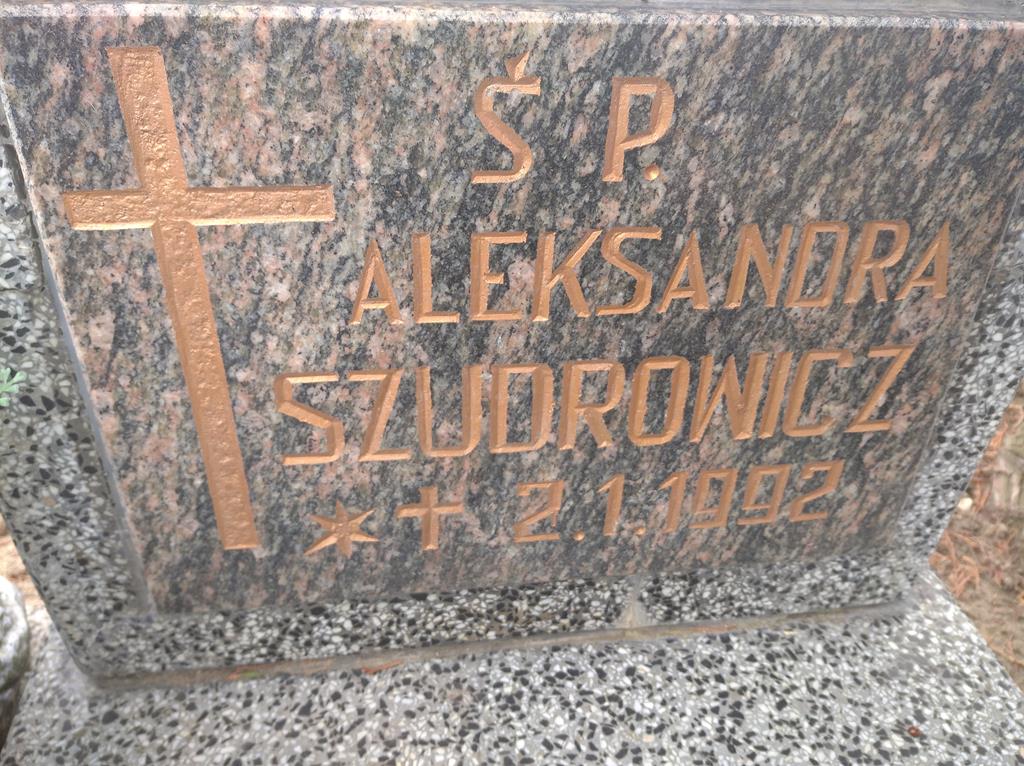 Ś P.
ALEKSANDRA
SZUDROWICZ
* + 2.1.1992